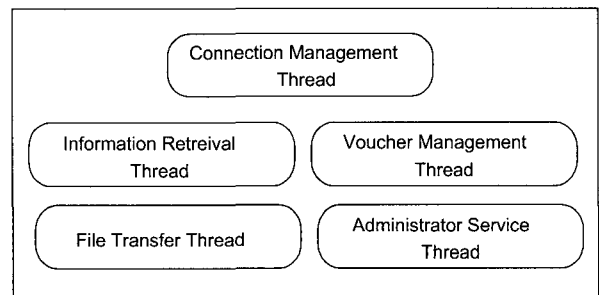 Connection Management
Thread
Information Retreival
Thread
Voucher Management
Thread
File Transfer Thread
Administrator Service
Thread